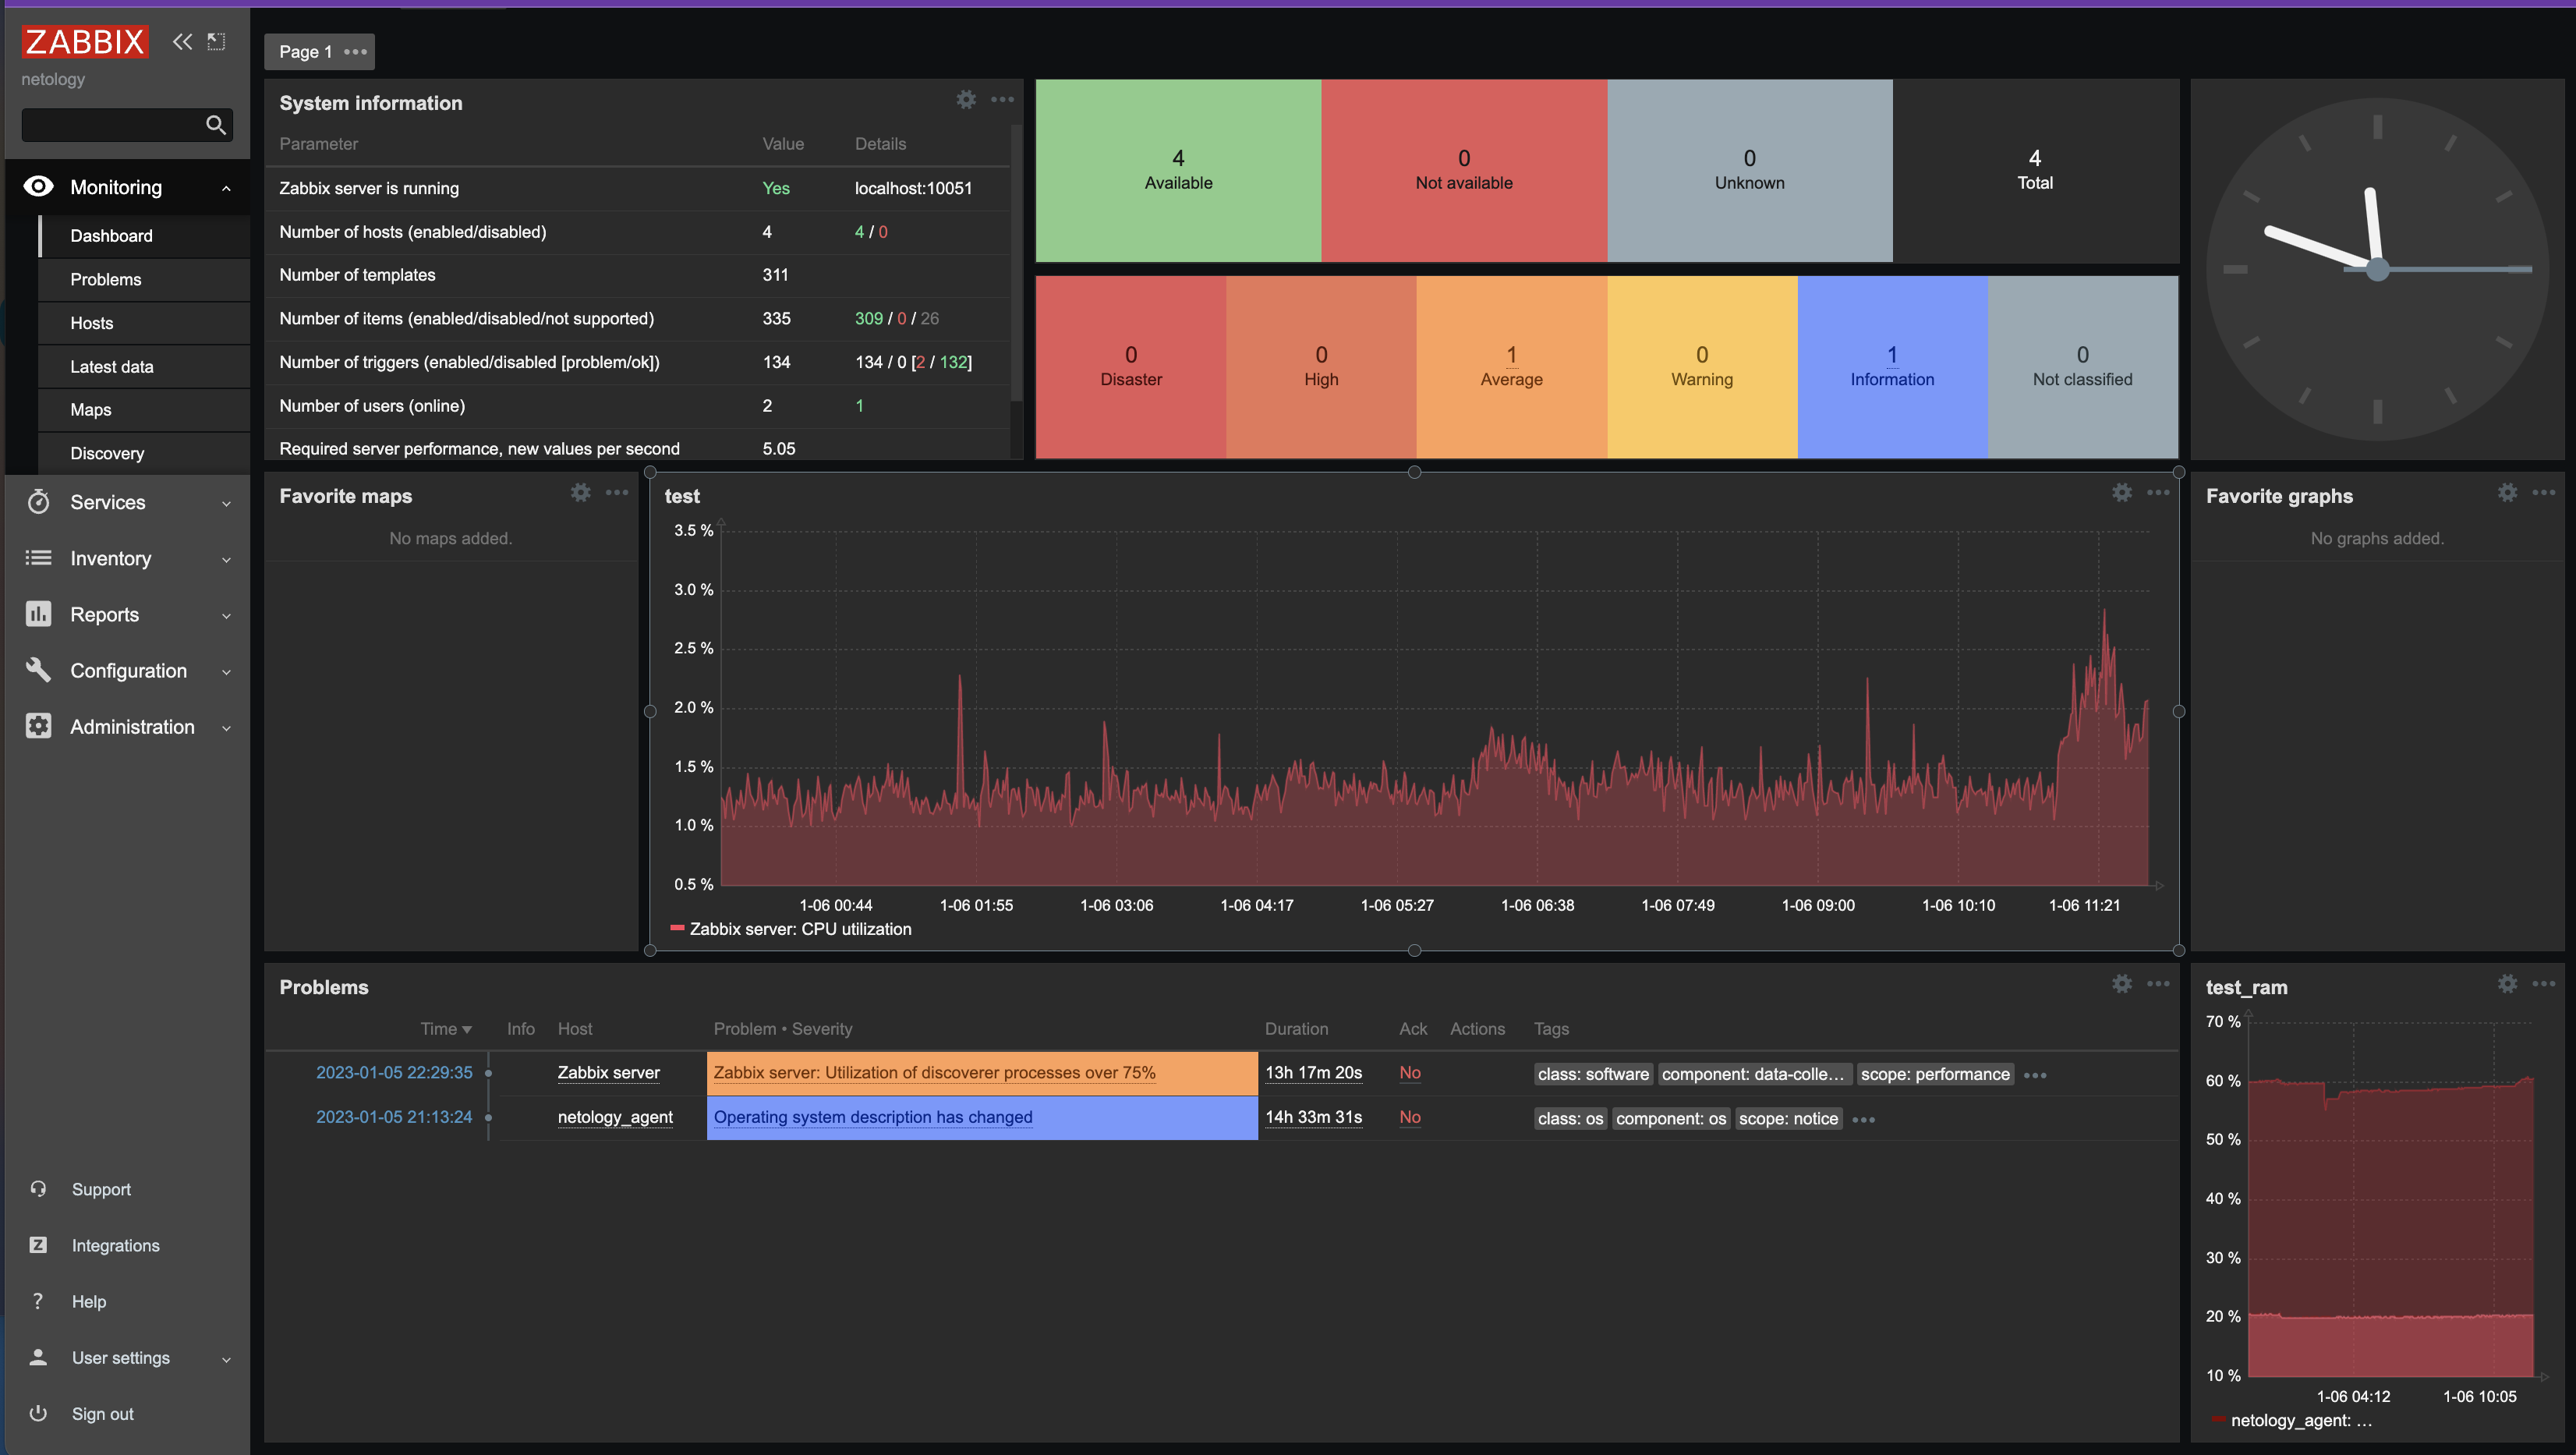 ZABBIX
netology
Monitoring
Dashboard
Problems
Hosts
Latest data
Maps
Discovery
Services
Inventory
Reports
Configuration
Administration
Support
Integrations
Help
User settings
Sign out
Page 1
System information
Parameter Value Details
Zabbix server is running Yes localhost:10051
Number of hosts (enabled/disabled) 4 4 / 0
Number of templates 311
Number of items (enabled/disabled/not supported) 335 309 / 0 / 26
Number of triggers (enabled/disabled [problem/ok]) 134 134 / 0 [2 / 132]
Number of users (online) 2 1
Required server performance, new values per second 5.05
4 0 0 4
Available Not available Unknown Total
0 0 1 0 1 0
Disaster High Average Warning Information Not classified
Favorite maps
No maps added.
test
3.5 %
3.0 %
2.5 %
2.0 %
1.5 %
1.0 %
0.5 %
1-06 00:44 1-06 01:55 1-06 03:06 1-06 04:17 1-06 05:27 1-06 06:38 1-06 07:49 1-06 09:00 1-06 10:10 1-06 11:21
Zabbix server: CPU utilization
Favorite graphs
No graphs added.
Problems
Time Info Host Problem • Severity Duration Ack Actions Tags
2023-01-05 22:29:35 Zabbix server Zabbix server: Utilization of discoverer processes over 75% 13h 17m 20s No class: software component: data-colle... scope: performance
2023-01-05 21:13:24 netology_agent Operating system description has changed 14h 33m 31s No class: os component: os scope: notice
test_ram
70 %
60 %
50 %
40 %
30 %
20 %
10 %
1-06 04:12 1-06 10:05
netology_agent: ...